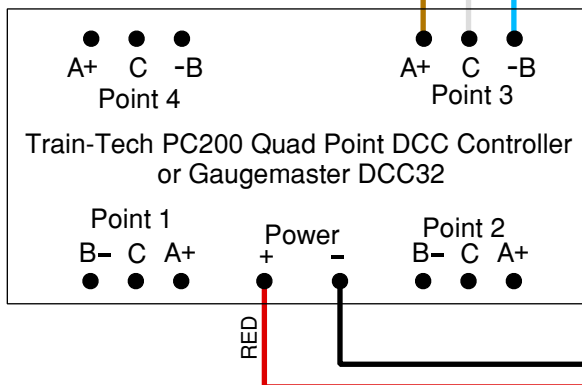 A+ C -B
Point 4
A+ C -B
Point 3
Train-Tech PC200 Quad Point DCC Controller
or Gaugemaster DCC32
Point 1
B– C A+
Power
+ –
Point 2
B– C A+
RED